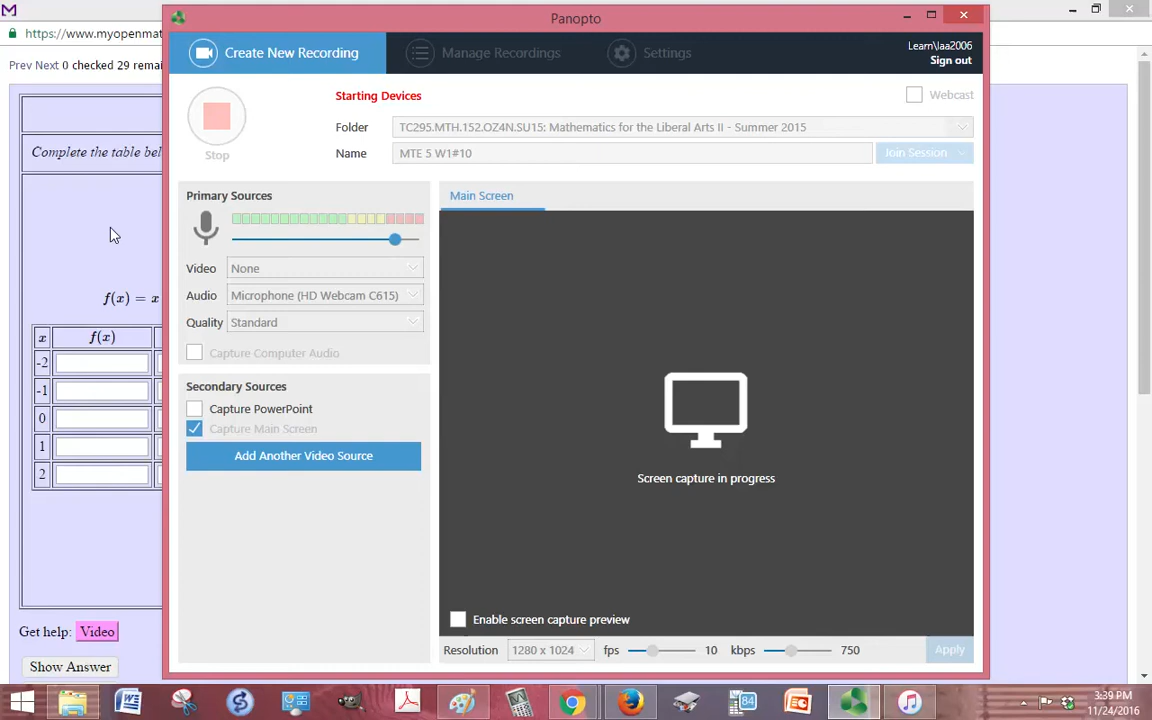 Panopto
https://www.myopenmat
Create New Recording
Manage Recordings
Settings
Learn\laa2006
Sign out
Prev Next 0 checked 29 remai
Starting Devices
Webcast
Folder TC295.MTH.152.OZ4N.SU15: Mathematics for the Liberal Arts II - Summer 2015
Name MTE 5 W1#10 Join Session
Stop
Complete the table bel
Primary Sources
Main Screen
Video None
Audio Microphone (HD Webcam C615)
Quality Standard
Capture Computer Audio
f(x) = x
x f(x)
-2
-1
0
1
2
Secondary Sources
Capture PowerPoint
Capture Main Screen
Add Another Video Source
Screen capture in progress
Enable screen capture preview
Resolution 1280 x 1024 fps 10 kbps 750 Apply
Get help: Video
Show Answer
84
3:39 PM
11/24/2016